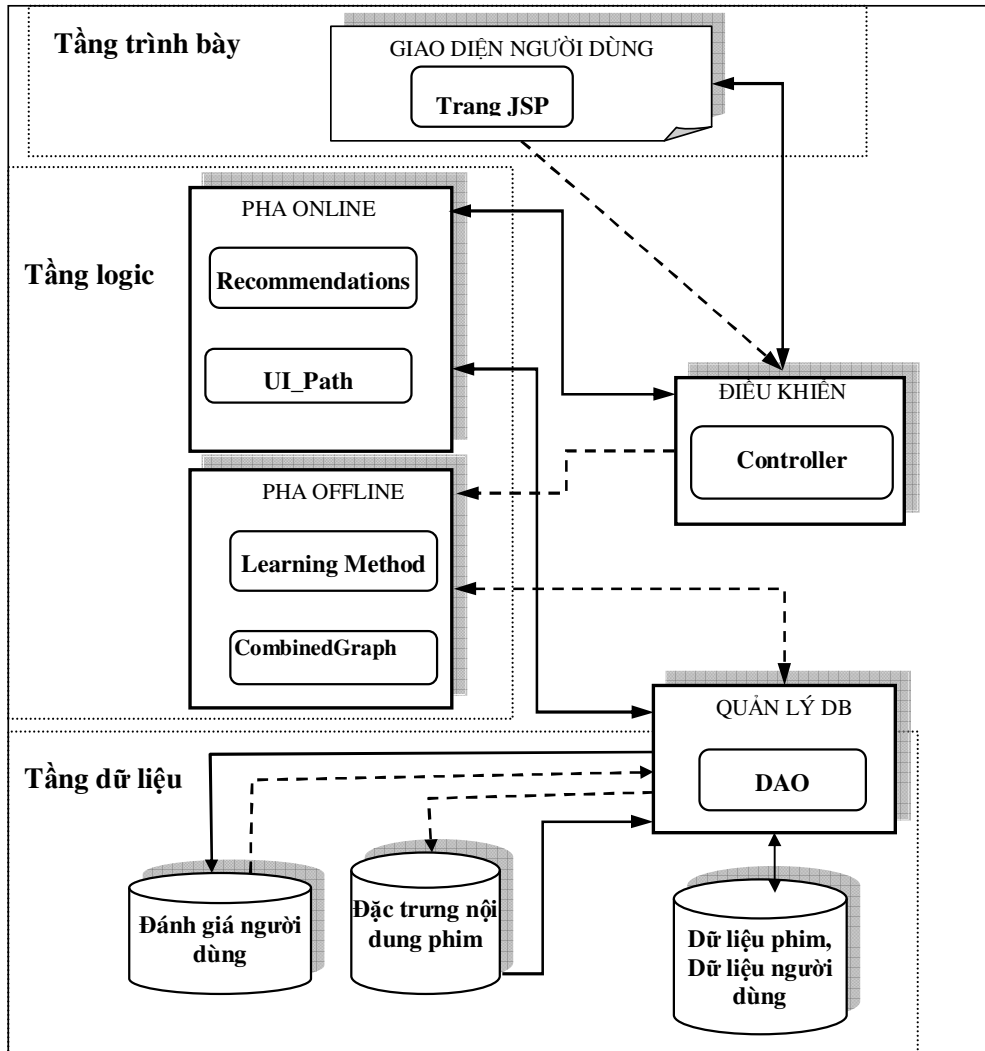 Tầng trình bày
GIAO DIỆN NGƯỜI DÙNG
Trang JSP
Tầng logic
PHA ONLINE
Recommendations
UI_Path
ĐIỀU KHIỂN
Controller
PHA OFFLINE
Learning Method
CombinedGraph
QUẢN LÝ DB
DAO
Tầng dữ liệu
Đánh giá người
dùng
Đặc trưng nội
dung phim
Dữ liệu phim,
Dữ liệu người
dùng